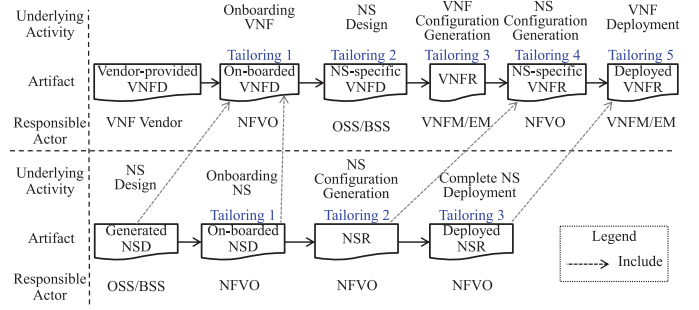 Underlying
Activity
Onboarding
VNF
NS
Design
VNF
Configuration
Generation
NS
Configuration
Generation
VNF
Deployment
Tailoring 1
Tailoring 2
Tailoring 3
Tailoring 4
Tailoring 5
Artifact
Vendor-provided
VNFD
On-boarded
VNFD
NS-specific
VNFD
VNFR
NS-specific
VNFR
Deployed
VNFR
Responsible
Actor
VNF Vendor
NFVO
OSS/BSS
VNFM/EM
NFVO
VNFM/EM
Underlying
Activity
NS
Design
Onboarding
NS
NS
Configuration
Generation
Complete NS
Deployment
Tailoring 1
Tailoring 2
Tailoring 3
Artifact
Generated
NSD
On-boarded
NSD
NSR
Deployed
NSR
Responsible
Actor
OSS/BSS
NFVO
NFVO
NFVO
Legend
Include